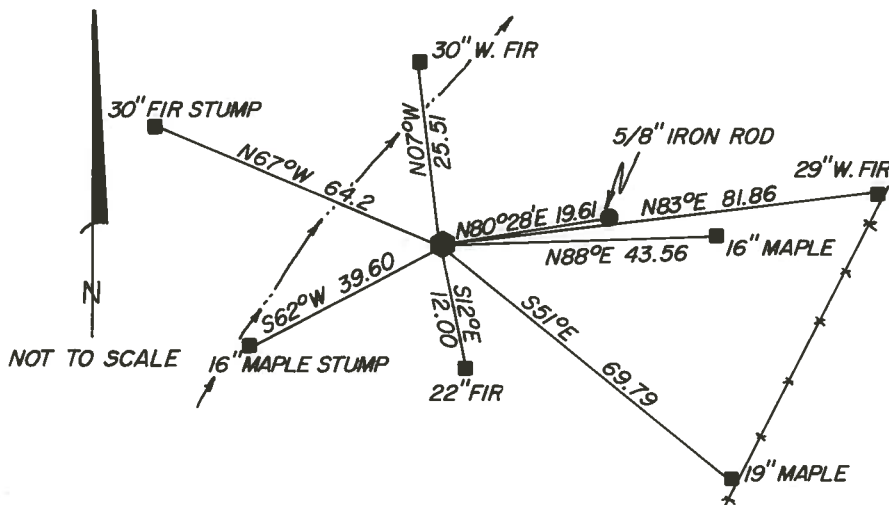 30" W. FIR
30" FIR STUMP
N07°W
25.51
5/8" IRON ROD
N67°W 64.2
29" W. FIR
N80°28'E 19.61
N83°E 81.86
16" MAPLE
N88°E 43.56
S62°W 39.60
N
S12°E
12.00
S51°E
69.79
NOT TO SCALE
16" MAPLE STUMP
22" FIR
19" MAPLE